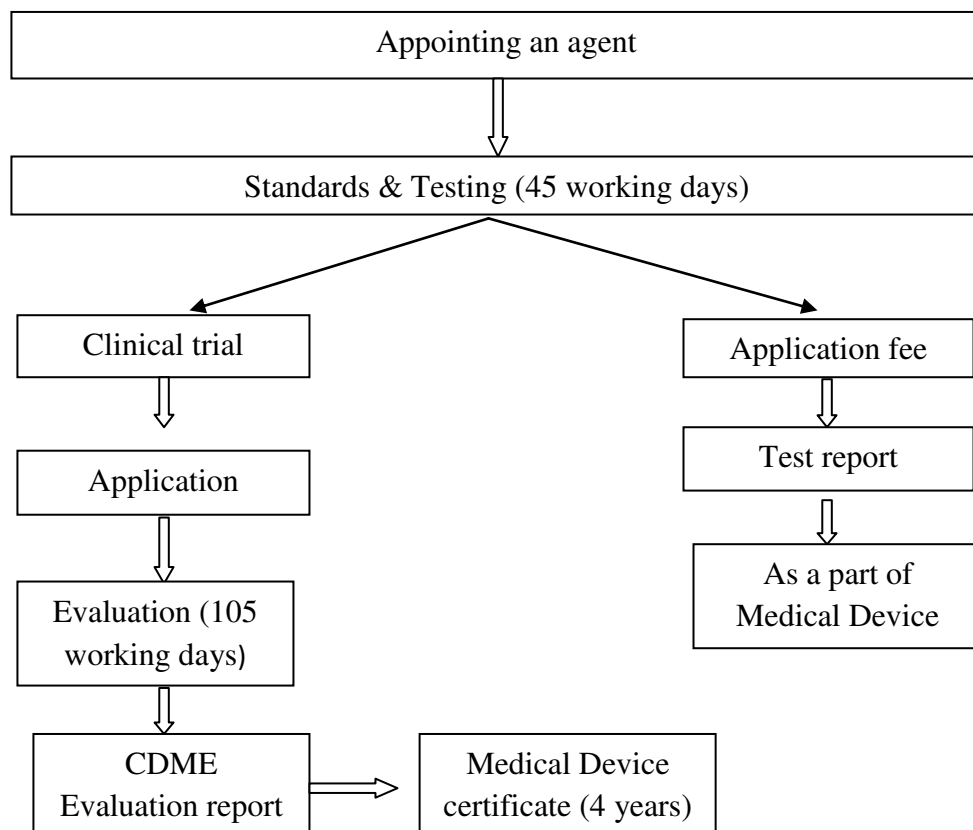 Appointing an agent
Standards & Testing (45 working days)
Clinical trial
Application fee
Application
Test report
Evaluation (105
working days)
As a part of
Medical Device
CDME
Evaluation report
Medical Device
certificate (4 years)